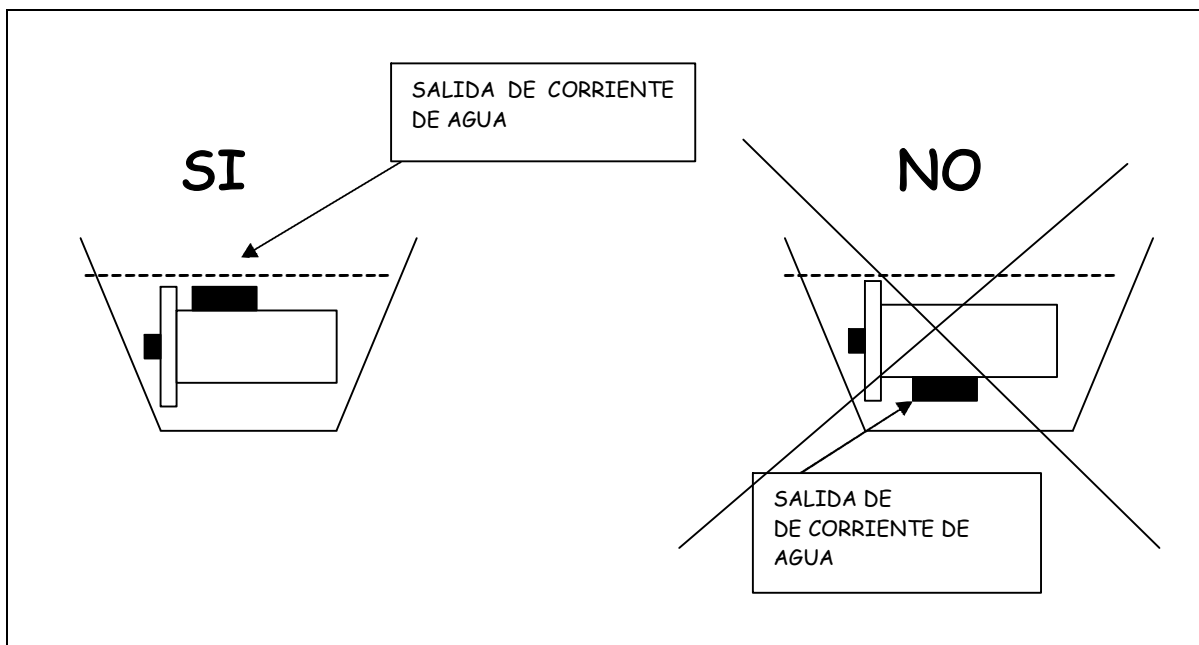 SALIDA DE CORRIENTE
DE AGUA
SI
NO
SALIDA DE
DE CORRIENTE DE
AGUA